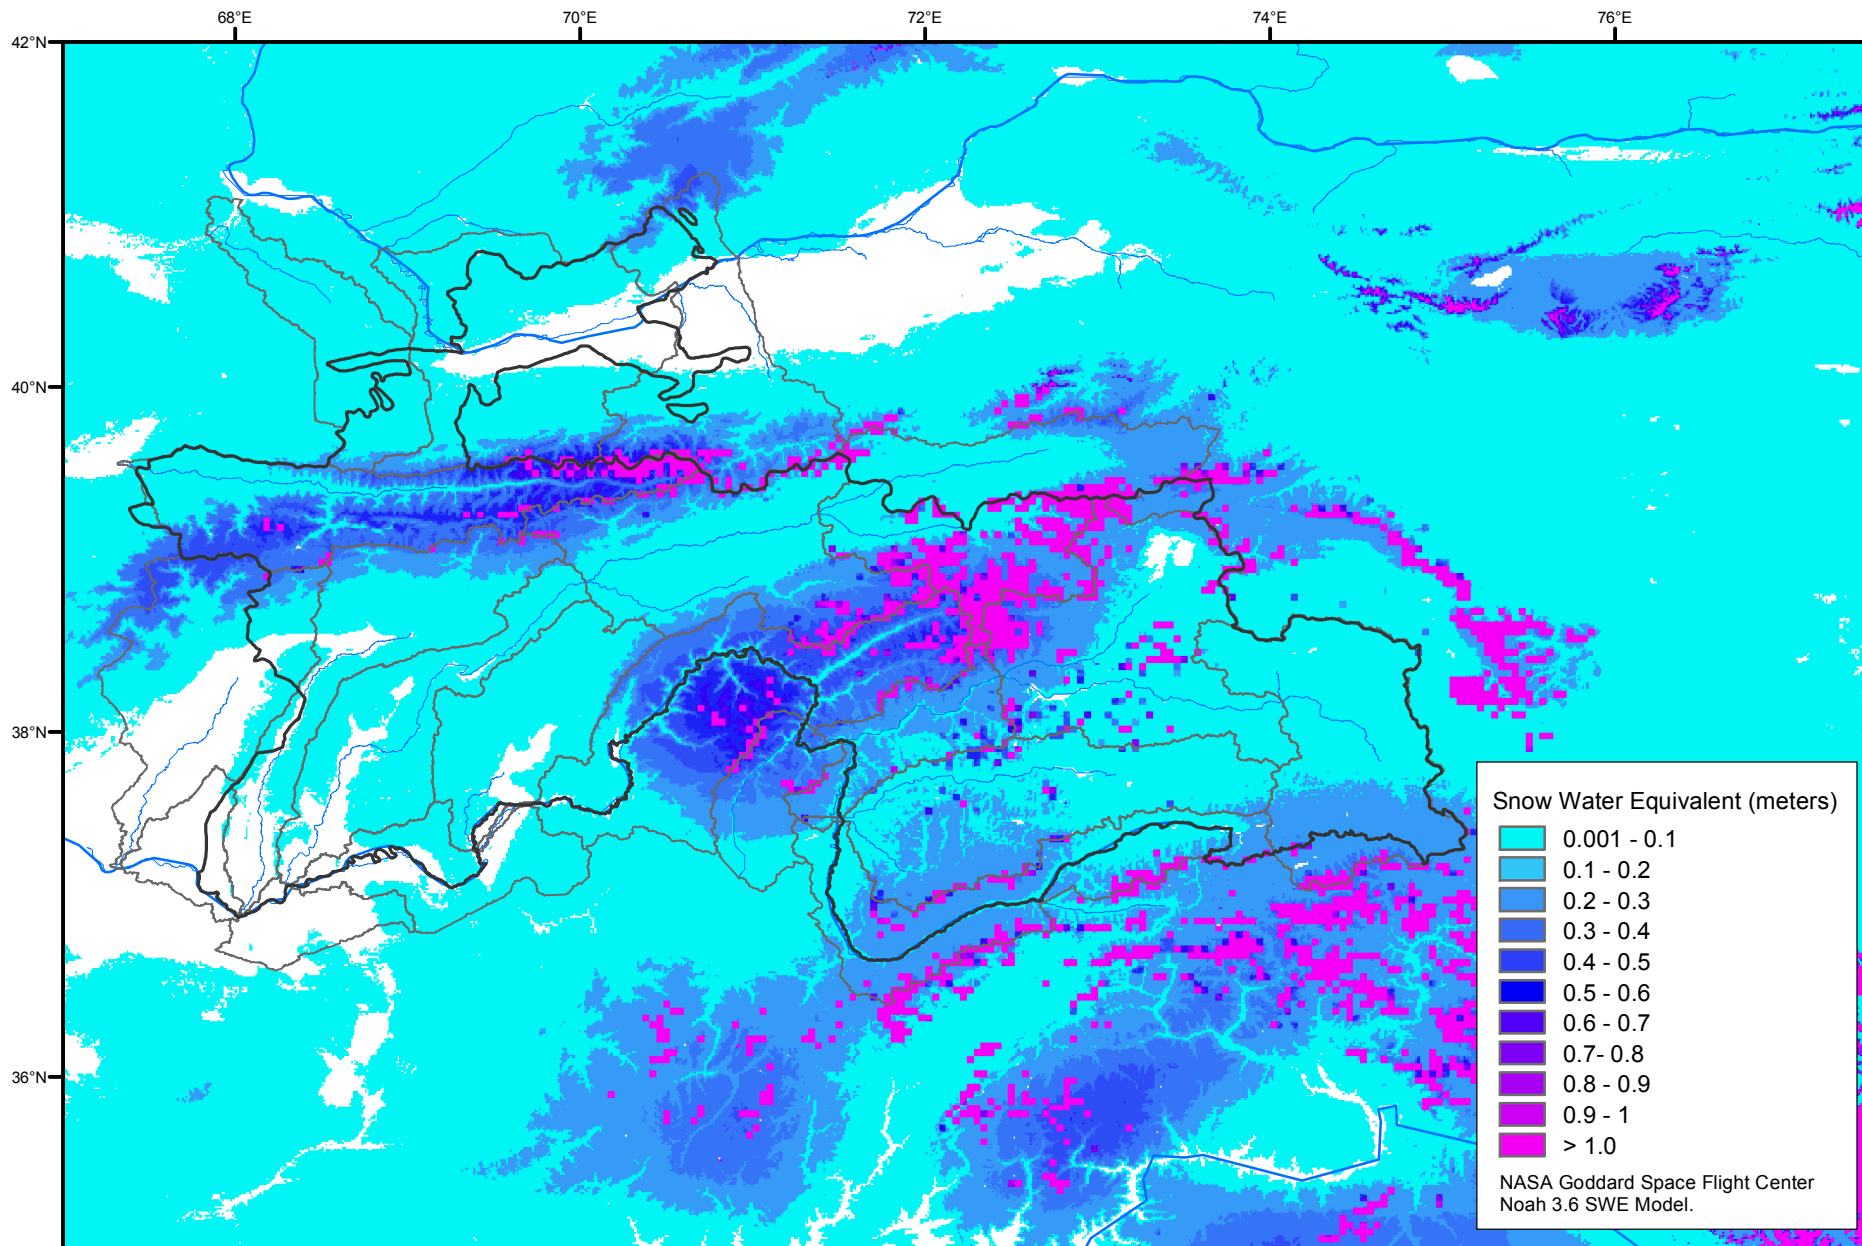 68°E
70°E
72°E
74°E
76°E
42°N
40°N
38°N
36°N
Snow Water Equivalent (meters)
0.001 - 0.1
0.1 - 0.2
0.2 - 0.3
0.3 - 0.4
0.4 - 0.5
0.5 - 0.6
0.6 - 0.7
0.7- 0.8
0.8 - 0.9
0.9 - 1
> 1.0
NASA Goddard Space Flight Center
Noah 3.6 SWE Model.